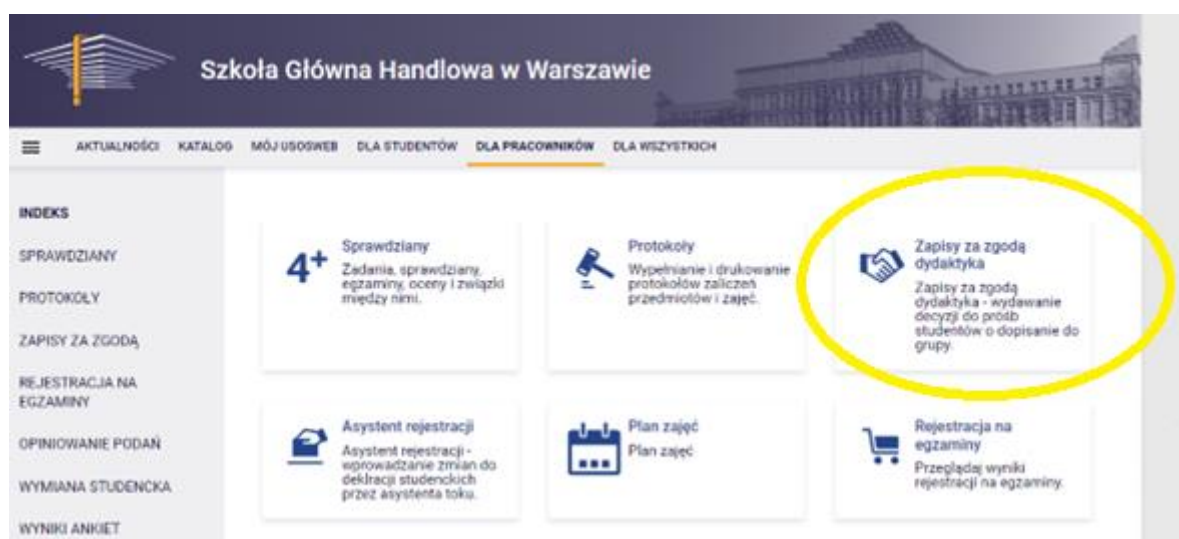 Szkoła Główna Handlowa w Warszawie
AKTUALNOŚCI KATALOG MÓJ USOSWEB DLA STUDENTÓW DLA PRACOWNIKÓW DLA WSZYSTKICH
INDEKS
SPRAWDZIANY
PROTOKOŁY
ZAPISY ZA ZGODĄ
REJESTRACJA NA
EGZAMINY
OPINIOWANIE PODAŃ
WYMIANA STUDENCKA
WYNIKI ANKIET
4+
Sprawdziany
Zadania, sprawdziany,
egzaminy, oceny i związki
między nimi.
Protokoły
Wypełnianie i drukowanie
protokołów zaliczeń
przedmiotów i zajęć.
Zapisy za zgodą
dydaktyka
Zapisy za zgodą
dydaktyka - wydawanie
decyzji do próśb
studentów o dopisanie do
grupy.
Asystent rejestracji
Asystent rejestracji -
wprowadzanie zmian do
deklracji studenckich
przez asystenta toku.
Plan zajęć
Plan zajęć
Rejestracja na
egzaminy
Przeglądaj wyniki
rejestracji na egzaminy.